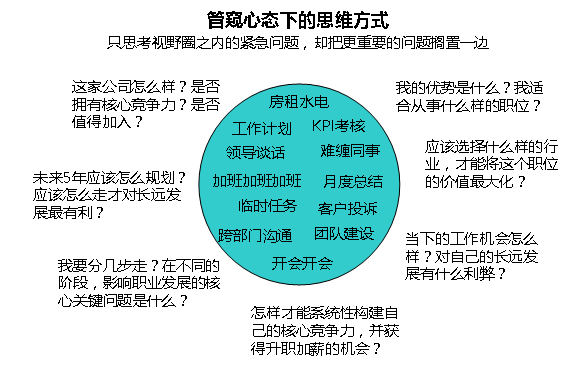 管窥心态下的思维方式
只思考视野圈之内的紧急问题，却把更重要的问题搁置一边
这家公司怎么样？是否
拥有核心竞争力？是否
值得加入？
未来5年应该怎么规划？
应该怎么走才对长远发
展最有利？
我要分几步走？在不同的
阶段，影响职业发展的核
心关键问题是什么？
房租水电
工作计划
KPI考核
领导谈话
难缠同事
加班加班加班
月度总结
临时任务
客户投诉
跨部门沟通
团队建设
开会开会
我的优势是什么？我适
合从事什么样的职位？
应该选择什么样的行
业，才能将这个职位
的价值最大化？
当下的工作机会怎么
样？对自己的长远发
展有什么利弊？
怎样才能系统性构建自
己的核心竞争力，并获
得升职加薪的机会？